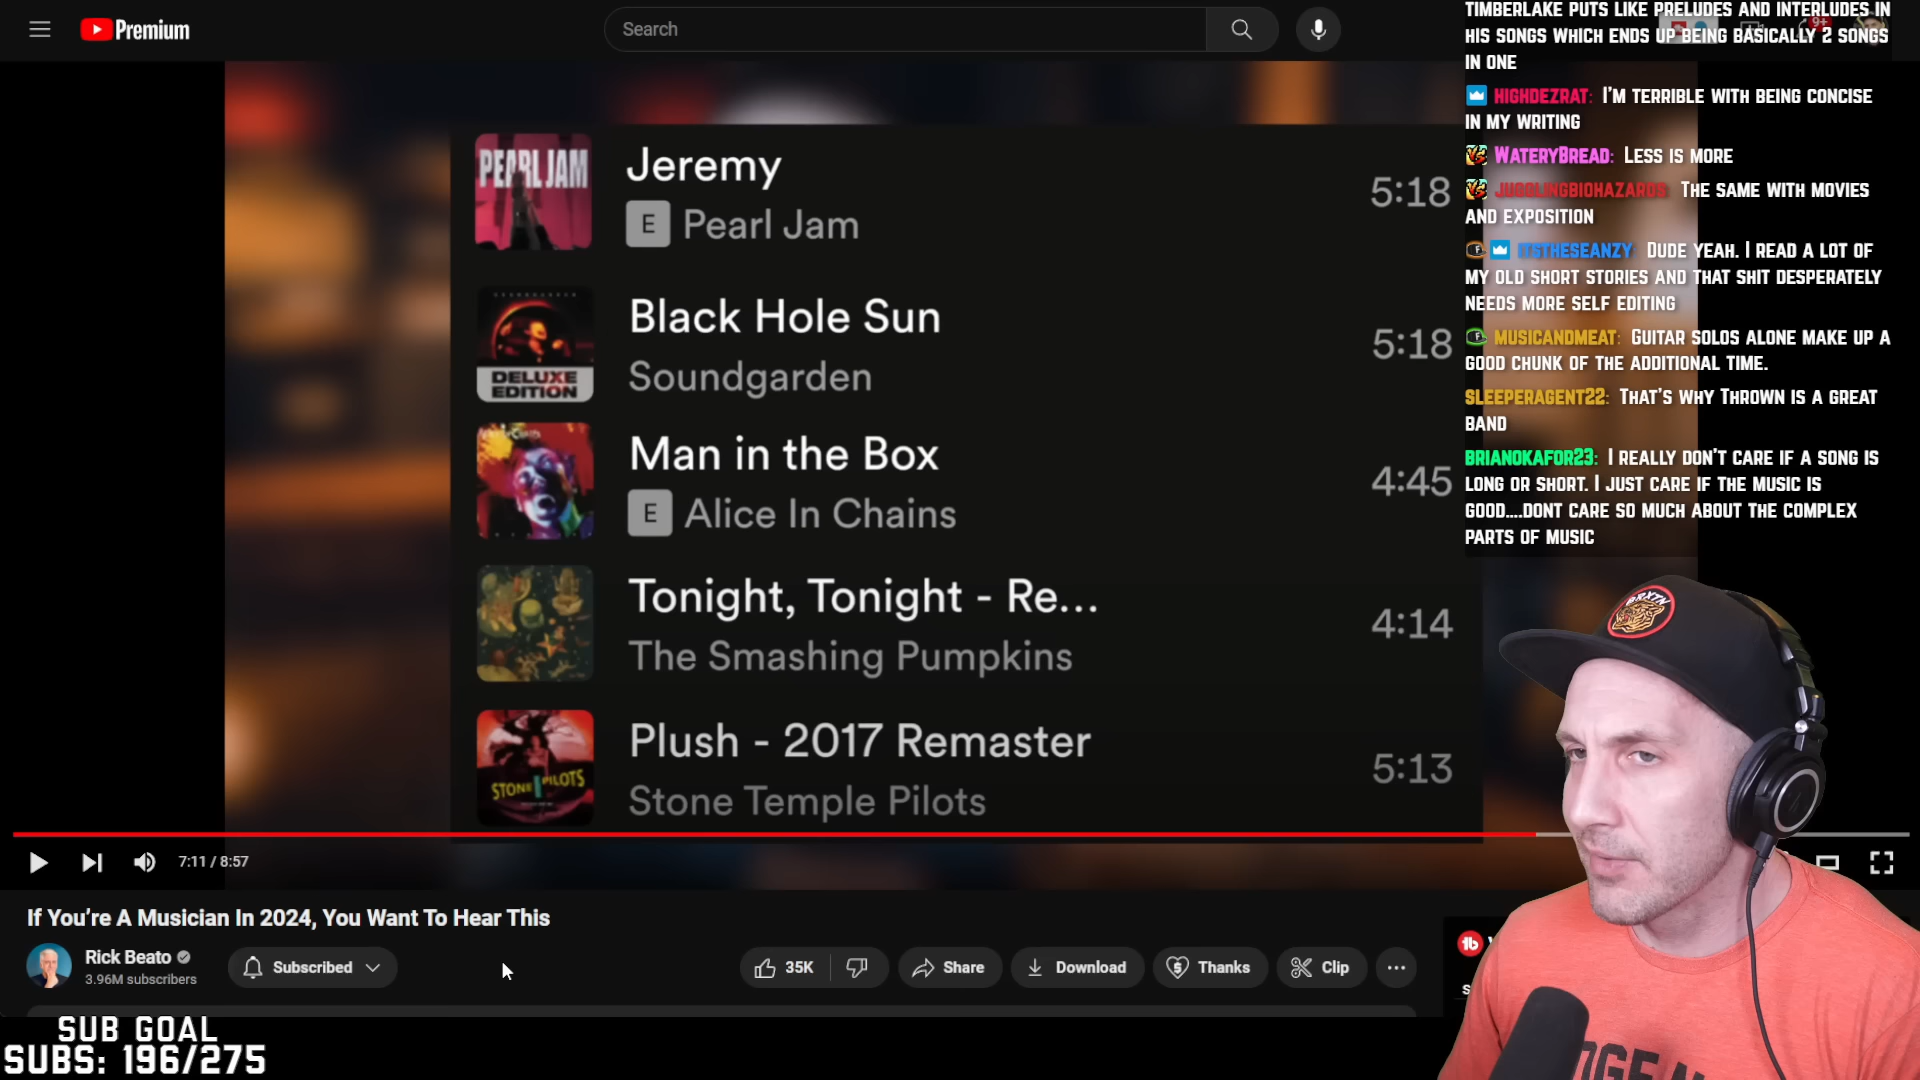 Premium
Search
9+
PEARL JAM
Jeremy
E Pearl Jam
5:18
Black Hole Sun
Soundgarden
5:18
DELUXE
EDITION
Man in the Box
E Alice In Chains
4:45
Tonight, Tonight - Re...
The Smashing Pumpkins
4:14
Plush - 2017 Remaster
Stone Temple Pilots
5:13
STONE PILOTS
7:11 / 8:57
If You're A Musician In 2024, You Want To Hear This
Rick Beato
3.96M subscribers
Subscribed
35K
Share
Download
Thanks
Clip
SUB GOAL
SUBS: 196/275
TIMBERLAKE PUTS LIKE PRELUDES AND INTERLUDES IN
HIS SONGS WHICH ENDS UP BEING BASICALLY 2 SONGS
IN ONE
HIGHDEZRAT: I'M TERRIBLE WITH BEING CONCISE
IN MY WRITING
WATERYBREAD: LESS IS MORE
JUGGLINGBIOHAZARDS: THE SAME WITH MOVIES
AND EXPOSITION
ITSTHESEANZY: DUDE YEAH. I READ A LOT OF
MY OLD SHORT STORIES AND THAT SHIT DESPERATELY
NEEDS MORE SELF EDITING
MUSICANDMEAT: GUITAR SOLOS ALONE MAKE UP A
GOOD CHUNK OF THE ADDITIONAL TIME.
SLEEPERAGENT22: THAT'S WHY THROWN IS A GREAT
BAND
BRIANOKAFOR23: I REALLY DON'T CARE IF A SONG IS
LONG OR SHORT. I JUST CARE IF THE MUSIC IS
GOOD....DONT CARE SO MUCH ABOUT THE COMPLEX
PARTS OF MUSIC
BRXTN